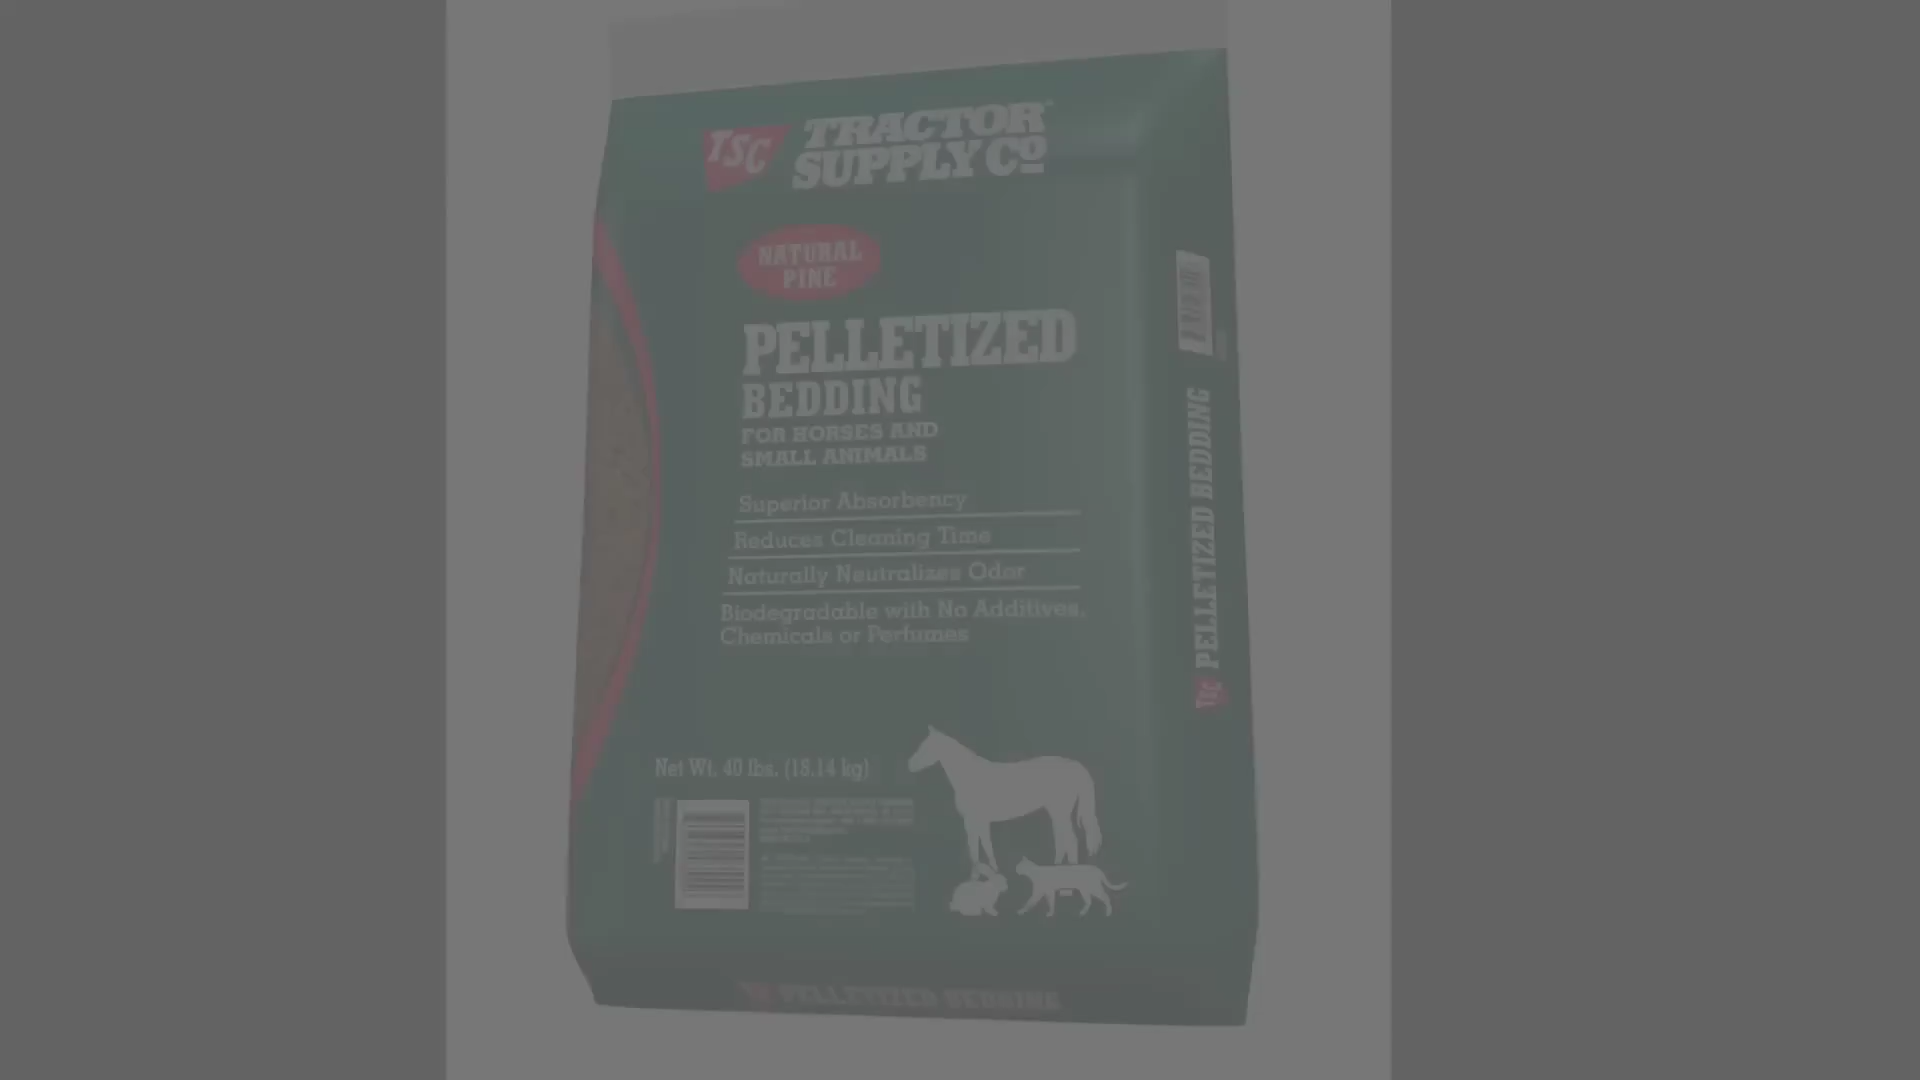 TSC TRACTOR
SUPPLY CO
NATURAL
PINE
PELLETIZED
BEDDING
FOR HORSES AND
SMALL ANIMALS
Superior Absorbency
Reduces Cleaning Time
Naturally Neutralizes Odor
Biodegradable with No Additives,
Chemicals or Perfumes
Net Wt. 40 lbs. (18.14 kg)
PELLETIZED BEDDING
TSC PELLETIZED BEDDING